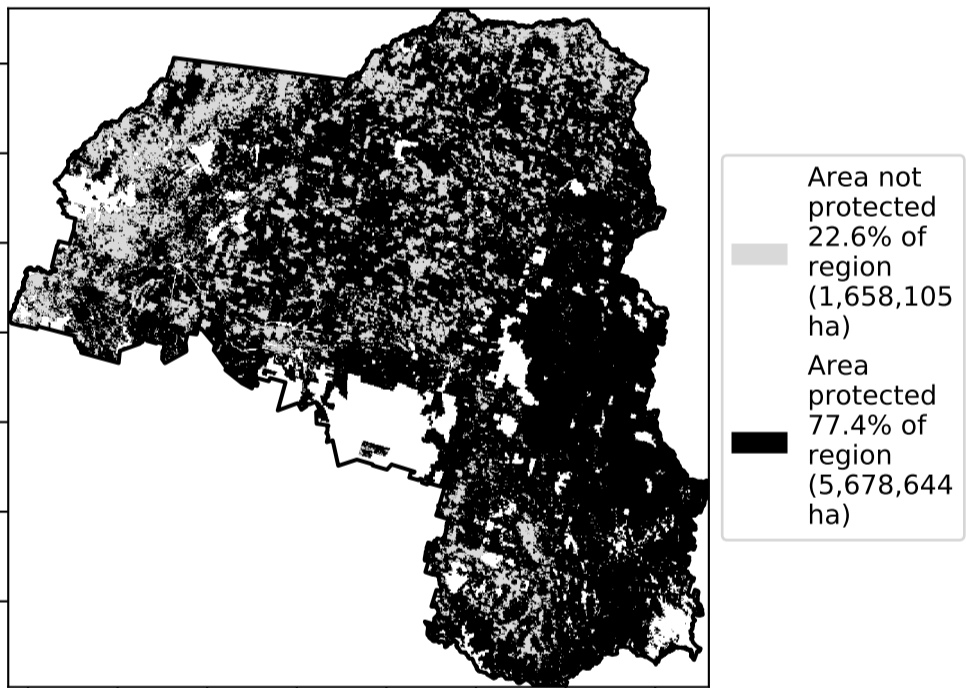 Area not
protected
22.6% of
region
(1,658,105
ha)
Area
protected
77.4% of
region
(5,678,644
ha)